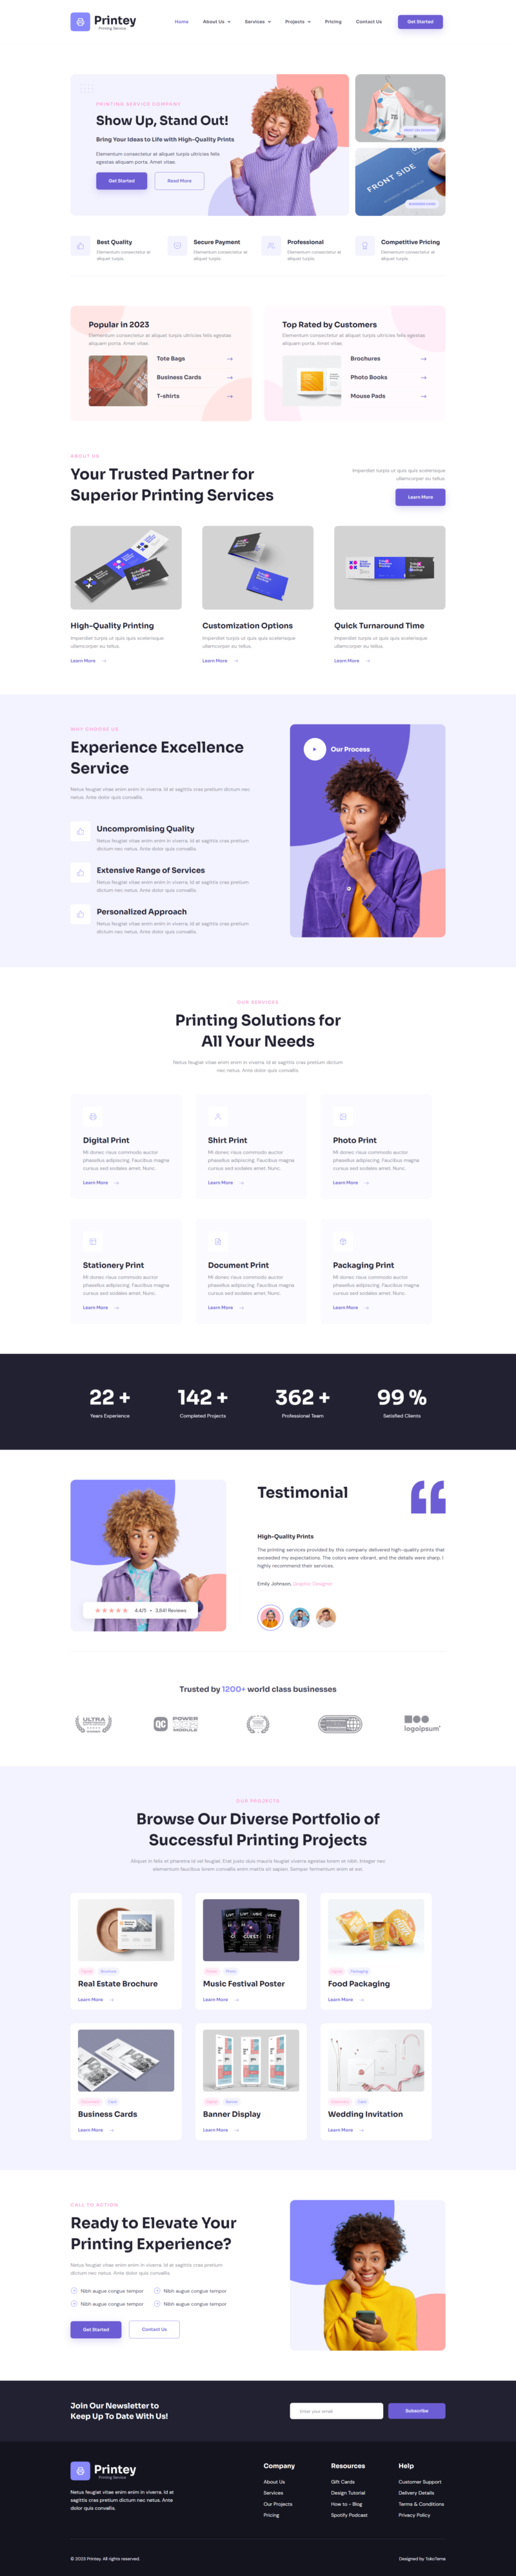 Printey
Printing Service
Home
About Us
Services
Projects
Pricing
Contact Us
Get Started
PRINTING SERVICE COMPANY
Show Up, Stand Out!
Bring Your Ideas to Life with High-Quality Prints
Elementum consectetur at aliquet turpis ultricies felis
egestas aliquam porta. Amet vitae.
Get Started
Read More
FRONT SIDE
Best Quality
Elementum consectetur at
aliquet turpis.
Secure Payment
Elementum consectetur at
aliquet turpis.
Professional
Elementum consectetur at
aliquet turpis.
Competitive Pricing
Elementum consectetur at
aliquet turpis.
Popular in 2023
Elementum consectetur at aliquet turpis ultricies felis egestas
aliquam porta. Amet vitae.
Tote Bags
Business Cards
T-shirts
Top Rated by Customers
Elementum consectetur at aliquet turpis ultricies felis egestas
aliquam porta. Amet vitae.
Brochures
Photo Books
Mouse Pads
ABOUT US
Your Trusted Partner for
Superior Printing Services
Imperdiet turpis ut quis quis scelerisque
ullamcorper eu tellus.
Learn More
High-Quality Printing
Imperdiet turpis ut quis quis scelerisque
ullamcorper eu tellus.
Learn More
Customization Options
Imperdiet turpis ut quis quis scelerisque
ullamcorper eu tellus.
Learn More
Quick Turnaround Time
Imperdiet turpis ut quis quis scelerisque
ullamcorper eu tellus.
Learn More
WHY CHOOSE US
Experience Excellence
Service
Netus feugiat vitae enim enim in viverra. Id at sagittis cras pretium dictum nec
netus. Ante dolor quis convallis.
Uncompromising Quality
Netus feugiat vitae enim enim in viverra. Id at sagittis cras pretium
dictum nec netus. Ante dolor quis convallis.
Extensive Range of Services
Netus feugiat vitae enim enim in viverra. Id at sagittis cras pretium
dictum nec netus. Ante dolor quis convallis.
Personalized Approach
Netus feugiat vitae enim enim in viverra. Id at sagittis cras pretium
dictum nec netus. Ante dolor quis convallis.
Our Process
OUR SERVICES
Printing Solutions for
All Your Needs
Netus feugiat vitae enim enim in viverra. Id at sagittis cras pretium dictum
nec netus. Ante dolor quis convallis.
Digital Print
Mi donec risus commodo auctor
phasellus adipiscing. Faucibus magna
cursus sed sodales amet. Nunc.
Learn More
Shirt Print
Mi donec risus commodo auctor
phasellus adipiscing. Faucibus magna
cursus sed sodales amet. Nunc.
Learn More
Photo Print
Mi donec risus commodo auctor
phasellus adipiscing. Faucibus magna
cursus sed sodales amet. Nunc.
Learn More
Stationery Print
Mi donec risus commodo auctor
phasellus adipiscing. Faucibus magna
cursus sed sodales amet. Nunc.
Learn More
Document Print
Mi donec risus commodo auctor
phasellus adipiscing. Faucibus magna
cursus sed sodales amet. Nunc.
Learn More
Packaging Print
Mi donec risus commodo auctor
phasellus adipiscing. Faucibus magna
cursus sed sodales amet. Nunc.
Learn More
22 +
Years Experience
142 +
Completed Projects
362 +
Professional Team
99 %
Satisfied Clients
Testimonial
High-Quality Prints
The printing services provided by this company delivered high-quality prints that
exceeded my expectations. The colors were vibrant, and the details were sharp. I
highly recommend their services.
Emily Johnson, Graphic Designer
4.4/5 • 3,841 Reviews
Trusted by 1200+ world class businesses
ULTRA
QC
POWER
MODULE
logoipsum
OUR PROJECTS
Browse Our Diverse Portfolio of
Successful Printing Projects
Aliquet in felis et pharetra id vel feugiat. Erat justo duis mauris feugiat viverra egestas lorem et nibh. Integer nec
elementum faucibus lorem convallis enim mattis sit sapien. Semper fermentum enim at est.
Brochure
Real Estate Brochure
Learn More
Music Festival Poster
Learn More
Packaging
Food Packaging
Learn More
Card
Business Cards
Learn More
Banner
Banner Display
Learn More
Card
Wedding Invitation
Learn More
CALL TO ACTION
Ready to Elevate Your
Printing Experience?
Netus feugiat vitae enim enim in viverra. Id at sagittis cras pretium
dictum nec netus. Ante dolor quis convallis.
Nibh augue congue tempor
Nibh augue congue tempor
Nibh augue congue tempor
Nibh augue congue tempor
Get Started
Contact Us
Join Our Newsletter to
Keep Up To Date With Us!
Enter your email
Subscribe
Printey
Printing Service
Netus feugiat vitae enim enim in viverra. Id at
sagittis cras pretium dictum nec netus. Ante
dolor quis convallis.
Company
About Us
Services
Our Projects
Pricing
Resources
Gift Cards
Design Tutorial
How to - Blog
Spotify Podcast
Help
Customer Support
Delivery Details
Terms & Conditions
Privacy Policy
© 2023 Printey. All rights reserved.
Designed by TokoTema